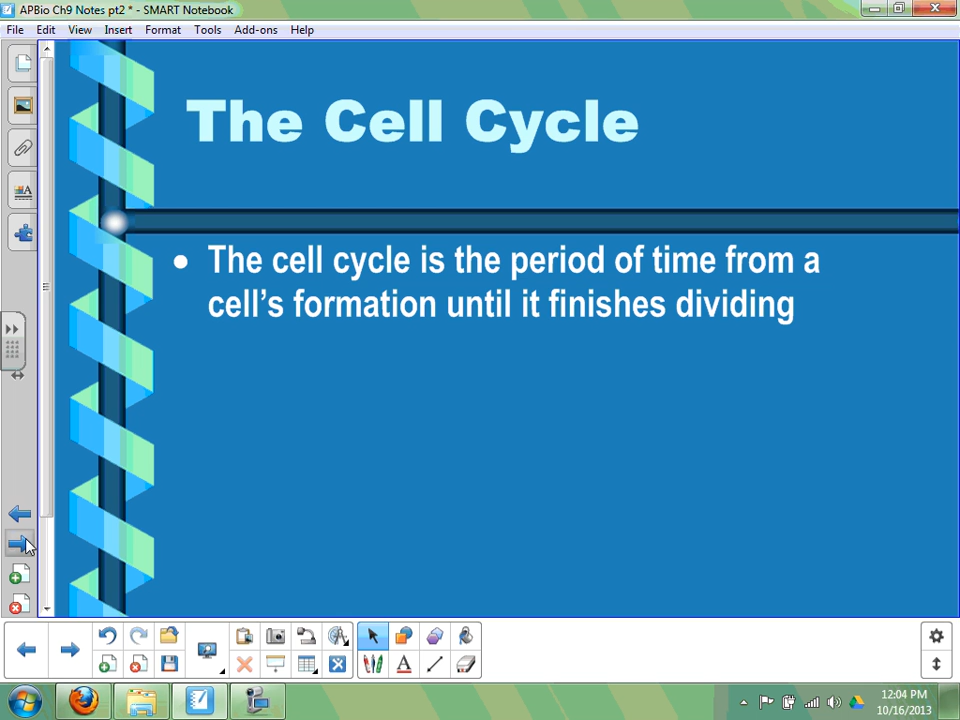 APBio Ch9 Notes pt2 * - SMART Notebook
File Edit View Insert Format Tools Add-ons Help
The Cell Cycle
• The cell cycle is the period of time from a
cell’s formation until it finishes dividing
12:04 PM
10/16/2013